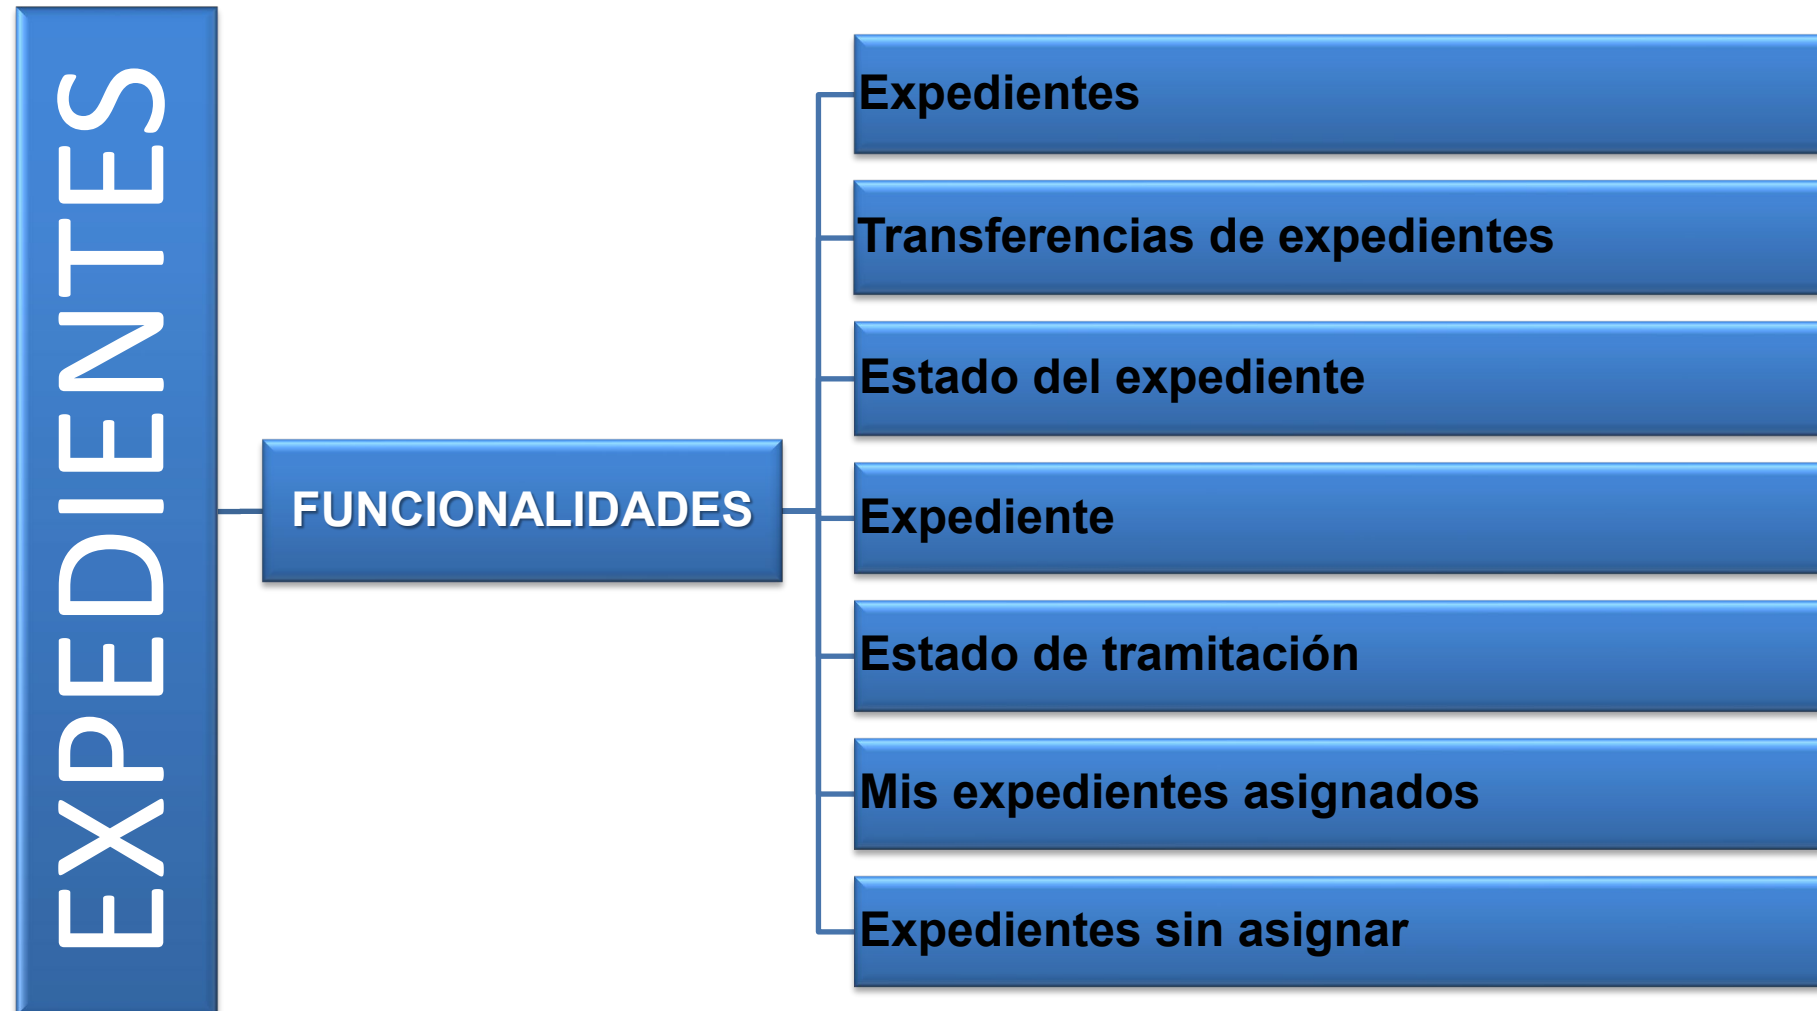 EXPEDIENTES
FUNCIONALIDADES
Expedientes
Transferencias de expedientes
Estado del expediente
Expediente
Estado de tramitación
Mis expedientes asignados
Expedientes sin asignar